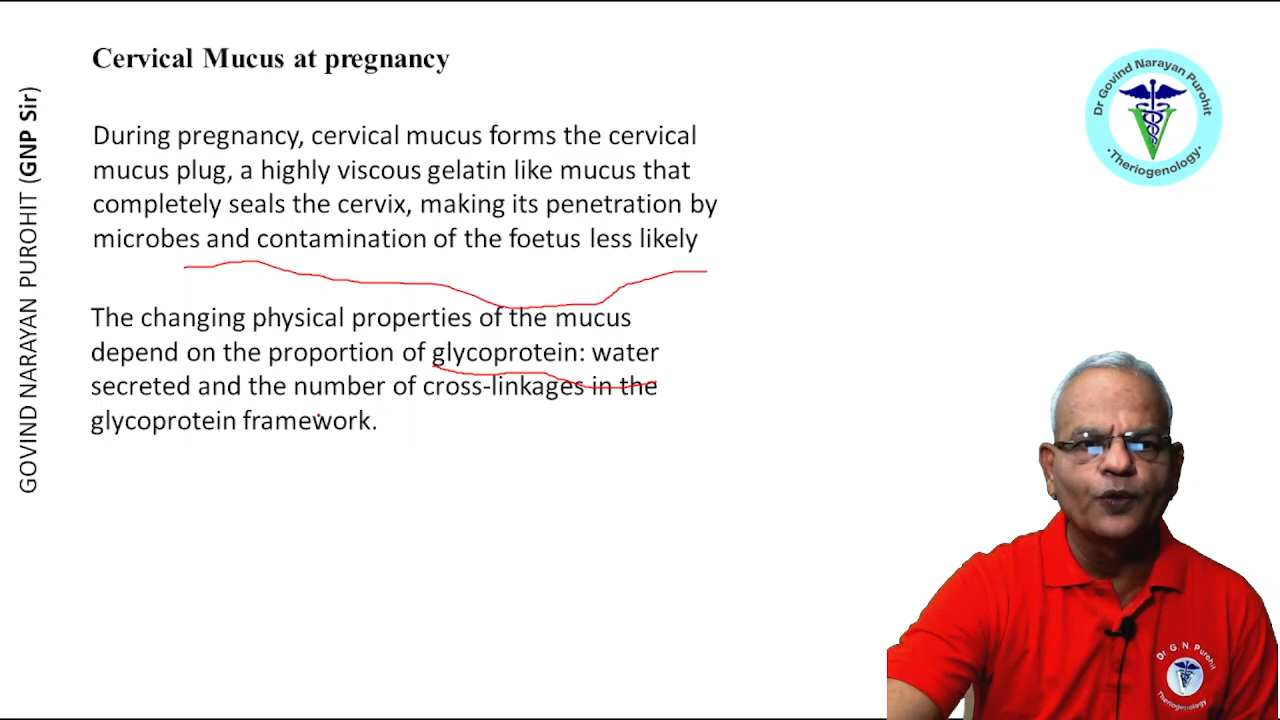 Cervical Mucus at pregnancy
During pregnancy, cervical mucus forms the cervical
mucus plug, a highly viscous gelatin like mucus that
completely seals the cervix, making its penetration by
microbes and contamination of the foetus less likely
The changing physical properties of the mucus
depend on the proportion of glycoprotein: water
secreted and the number of cross-linkages in the
glycoprotein framework.
GOVIND NARAYAN PUROHIT (GNP Sir)
Dr Govind Narayan Purohit
·Theriogenology·
Dr. G. N. Purohit
Theriogenology